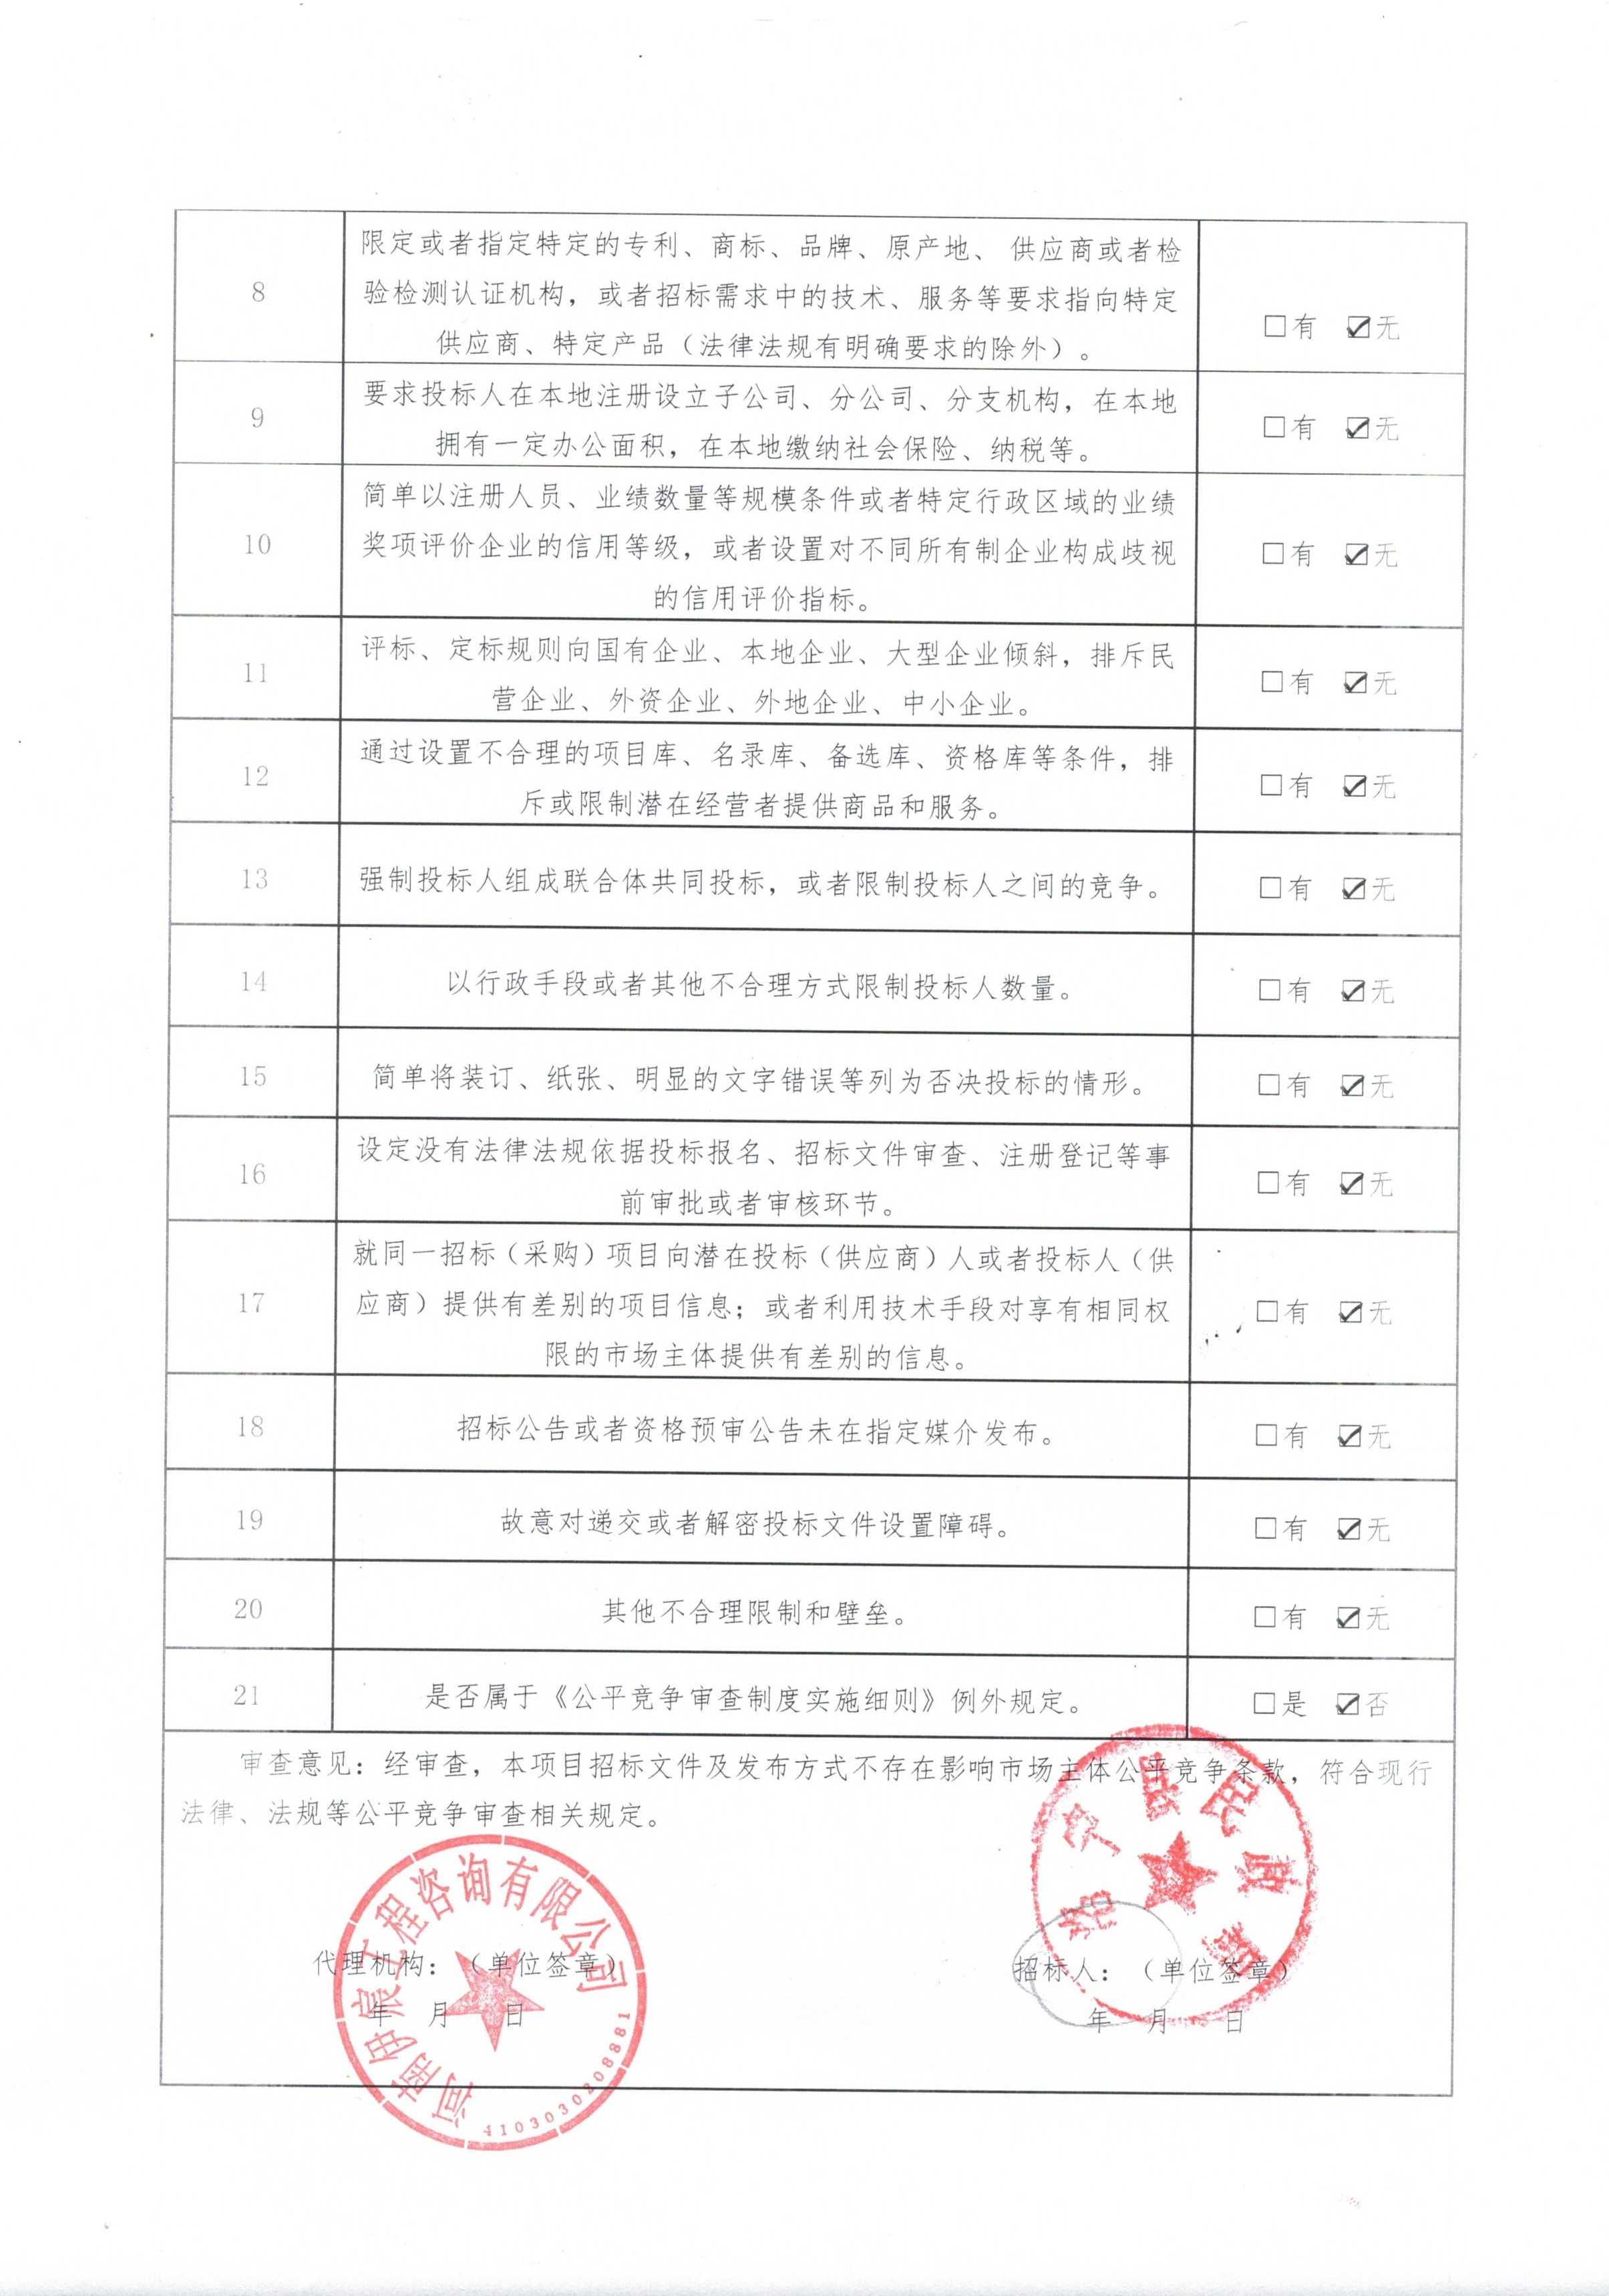 8
限定或者指定特定的专利、商标、品牌、原产地、 供应商或者检
验检测认证机构，或者招标需求中的技术、服务等要求指向特定
供应商、特定产品（法律法规有明确要求的除外）。
□有 ☑无
9
要求投标人在本地注册设立子公司、分公司、分支机构，在本地
拥有一定办公面积，在本地缴纳社会保险、纳税等。
□有 ☑无
10
简单以注册人员、业绩数量等规模条件或者特定行政区域的业绩
奖项评价企业的信用等级，或者设置对不同所有制企业构成歧视
的信用评价指标。
□有 ☑无
11
评标、定标规则向国有企业、本地企业、大型企业倾斜，排斥民
营企业、外资企业、外地企业、中小企业。
□有 ☑无
12
通过设置不合理的项目库、名录库、备选库、资格库等条件，排
斥或限制潜在经营者提供商品和服务。
□有 ☑无
13
强制投标人组成联合体共同投标，或者限制投标人之间的竞争。
□有 ☑无
14
以行政手段或者其他不合理方式限制投标人数量。
□有 ☑无
15
简单将装订、纸张、明显的文字错误等列为否决投标的情形。
□有 ☑无
16
设定没有法律法规依据投标报名、招标文件审查、注册登记等事
前审批或者审核环节。
□有 ☑无
17
就同一招标（采购）项目向潜在投标（供应商）人或者投标人（供
应商）提供有差别的项目信息；或者利用技术手段对享有相同权
限的市场主体提供有差别的信息。
□有 ☑无
18
招标公告或者资格预审公告未在指定媒介发布。
□有 ☑无
19
故意对递交或者解密投标文件设置障碍。
□有 ☑无
20
其他不合理限制和壁垒。
□有 ☑无
21
是否属于《公平竞争审查制度实施细则》例外规定。
□是 ☑否
审查意见：经审查，本项目招标文件及发布方式不存在影响市场主体公平竞争条款，符合现行
法律、法规等公平竞争审查相关规定。
代理机构：（单位签章）
年 月 日
河南伊宸工程咨询有限公司
4103030208881
招标人：（单位签章）
年 月 日